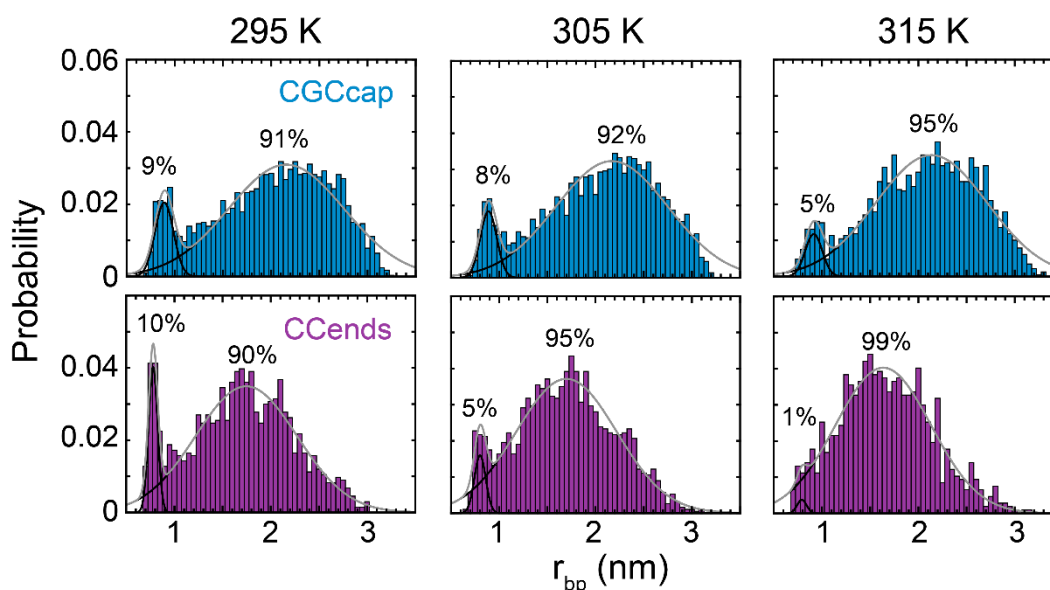 295 K 305 K 315 K
0.06
CGCcap
9% 91% 8% 92% 5% 95%
0.04
0.02
0
Probability
CCends
10% 90% 5% 95% 1% 99%
0.04
0.02
0
1 2 3 1 2 3 1 2 3
r_bp (nm)